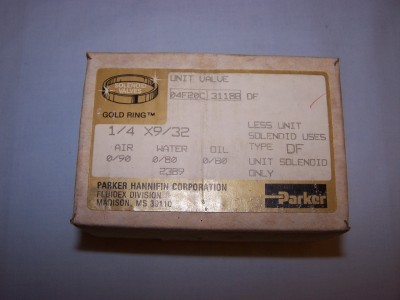 SOLENOID VALVES
GOLD RING™
UNIT VALVE
04F20C 3118B DF
1/4 X9/32
AIR WATER OIL
0/90 0/80 0/80
2389
LESS UNIT
SOLENOID USES
TYPE DF
UNIT SOLENOID
ONLY
PARKER HANNIFIN CORPORATION
FLUIDEX DIVISION
MADISON, MS 39110
Parker